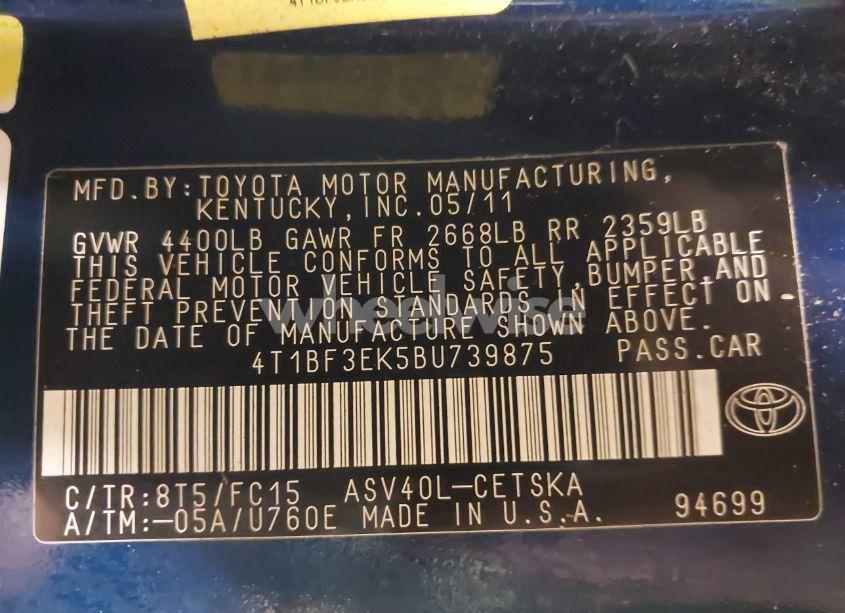 MFD.BY:TOYOTA MOTOR MANUFACTURING,
KENTUCKY,INC.05/11
GVWR 4400LB GAWR FR 2668LB RR 2359LB
THIS VEHICLE CONFORMS TO ALL APPLICABLE
FEDERAL MOTOR VEHICLE SAFETY,BUMPER,AND
THEFT PREVENTION STANDARDS IN EFFECT ON
THE DATE OF MANUFACTURE SHOWN ABOVE.
wheelwise
4T1BF3EK5BU739875 PASS.CAR
C/TR:8T5/FC15 ASV40L-CETSKA
A/TM:-05A/U760E MADE IN U.S.A. 94699